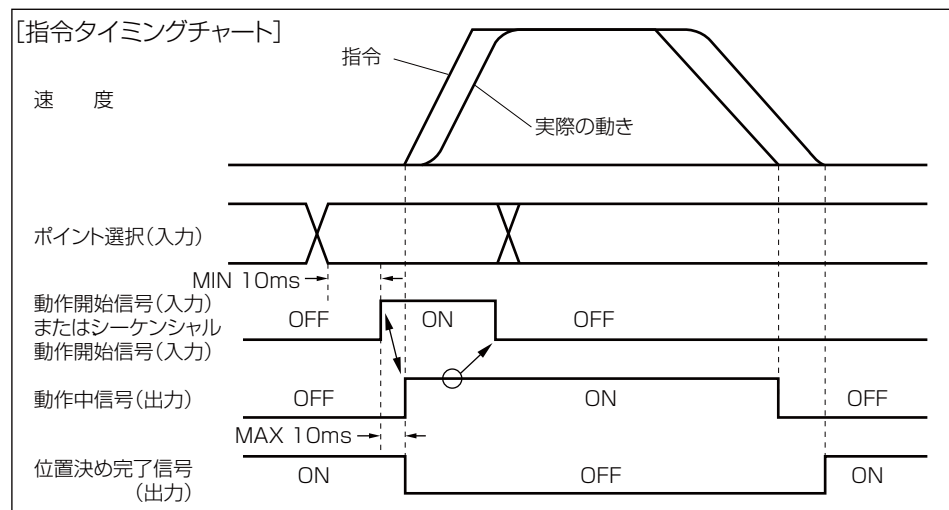 [指令タイミングチャート]
指令
速 度
実際の動き
ポイント選択(入力)
MIN 10ms
動作開始信号(入力)
またはシーケンシャル
動作開始信号(入力)
OFF ON OFF
動作中信号(出力)
OFF ON OFF
MAX 10ms
位置決め完了信号
(出力)
ON OFF ON